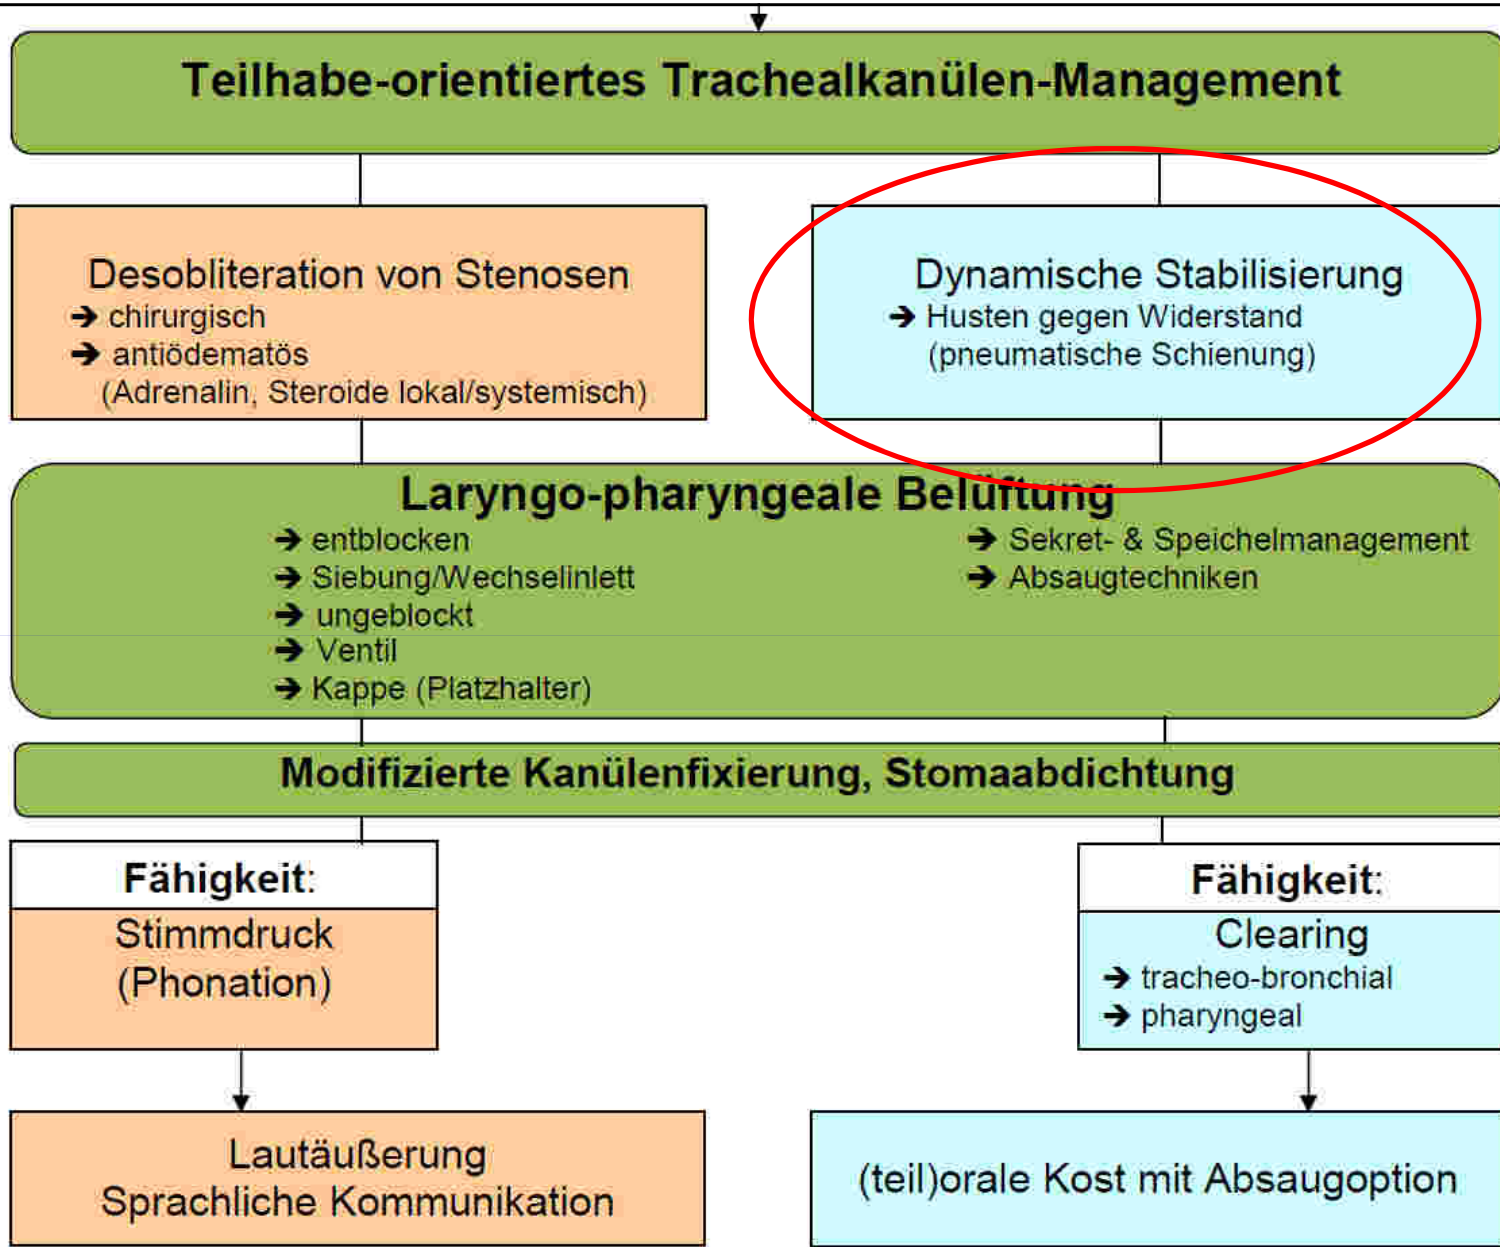 Teilhabe-orientiertes Trachealkanülen-Management
Desobliteration von Stenosen
➔ chirurgisch
➔ antiödematös
(Adrenalin, Steroide lokal/systemisch)
Dynamische Stabilisierung
➔ Husten gegen Widerstand
(pneumatische Schienung)
Laryngo-pharyngeale Belüftung
➔ entblocken
➔ Siebung/Wechselinlett
➔ ungeblockt
➔ Ventil
➔ Kappe (Platzhalter)
➔ Sekret- & Speichelmanagement
➔ Absaugtechniken
Modifizierte Kanülenfixierung, Stomaabdichtung
Fähigkeit:
Stimmdruck
(Phonation)
Fähigkeit:
Clearing
➔ tracheo-bronchial
➔ pharyngeal
Lautäußerung
Sprachliche Kommunikation
(teil)orale Kost mit Absaugoption